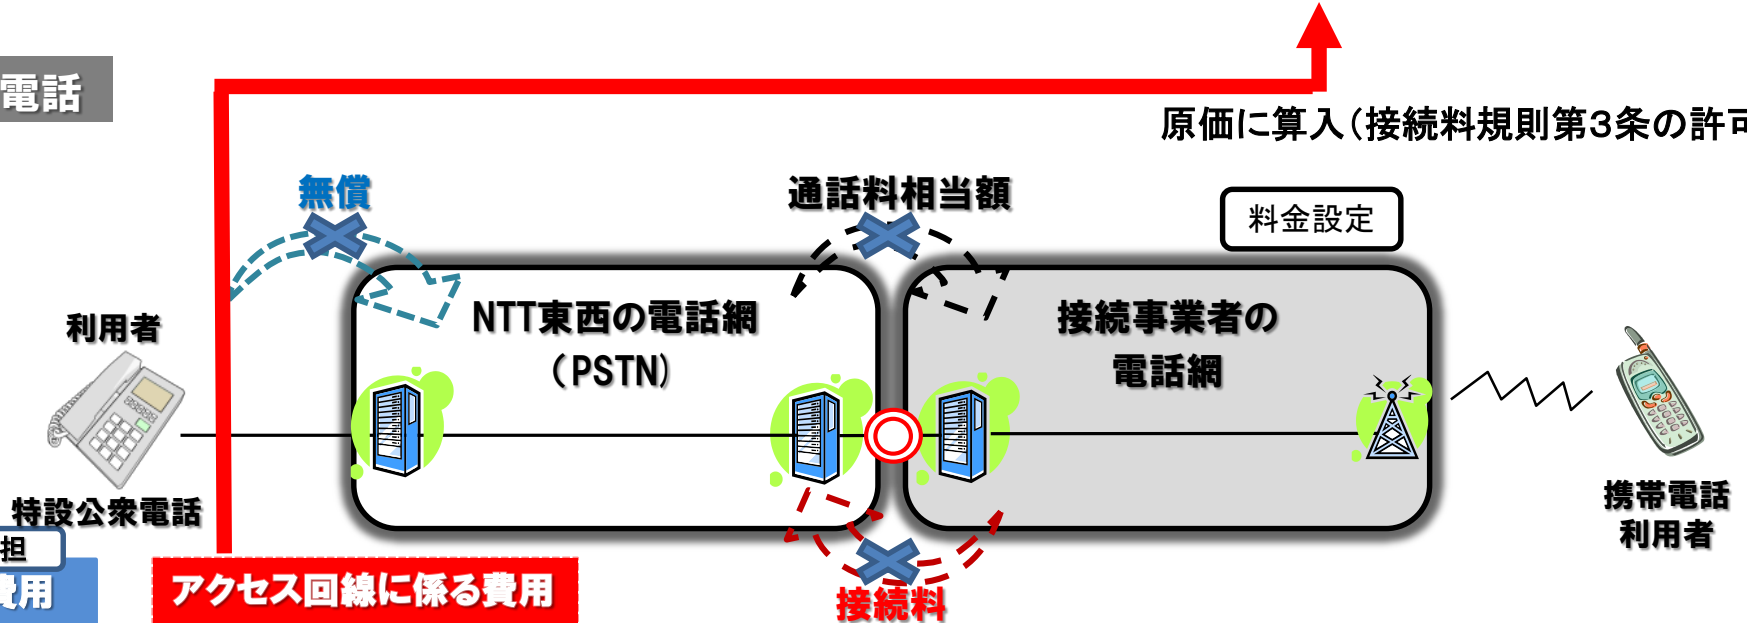 電話
原価に算入(接続料規則第3条の許可
無償
通話料相当額
料金設定
NTT東西の電話網
(PSTN)
接続事業者の
電話網
利用者
特設公衆電話
携帯電話
利用者
担
費用
アクセス回線に係る費用
接続料